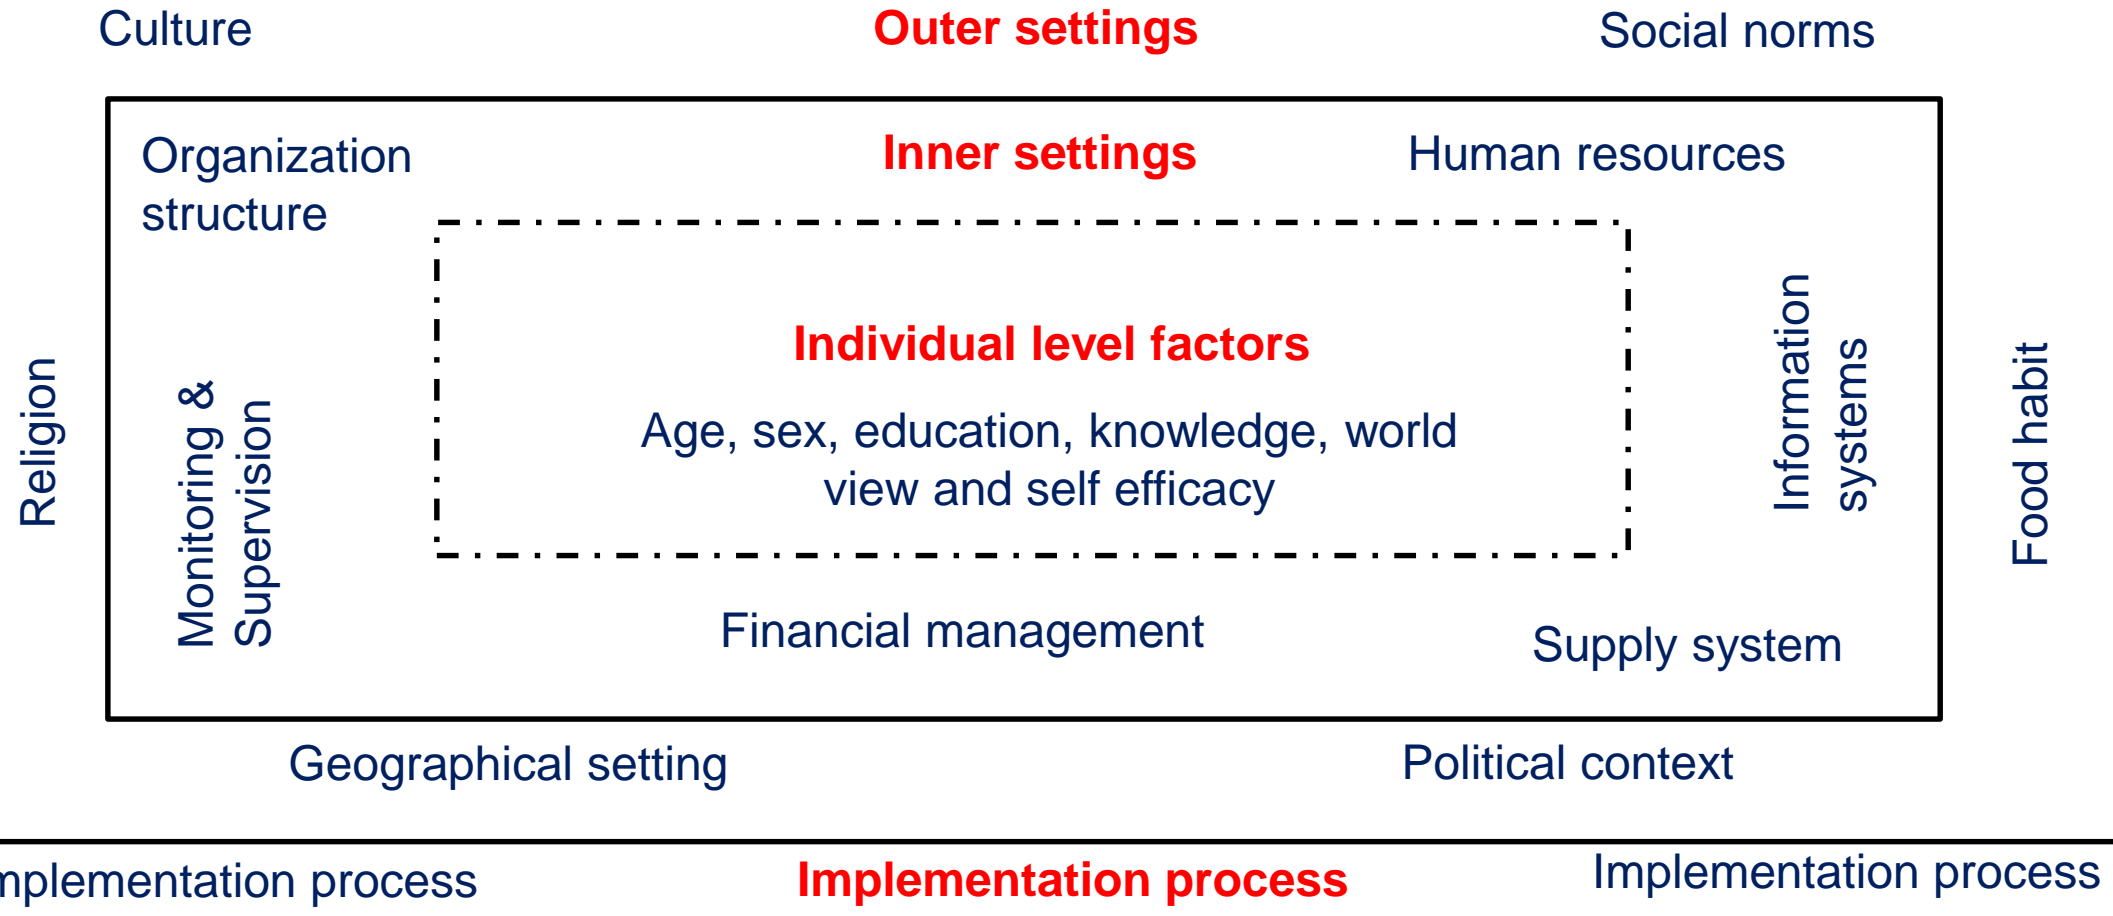 Culture
Outer settings
Social norms
Organization
structure
Inner settings
Human resources
Religion
Monitoring &
Supervision
Individual level factors
Age, sex, education, knowledge, world
view and self efficacy
Information
systems
Food habit
Financial management
Supply system
Geographical setting
Political context
mplementation process
Implementation process
Implementation process